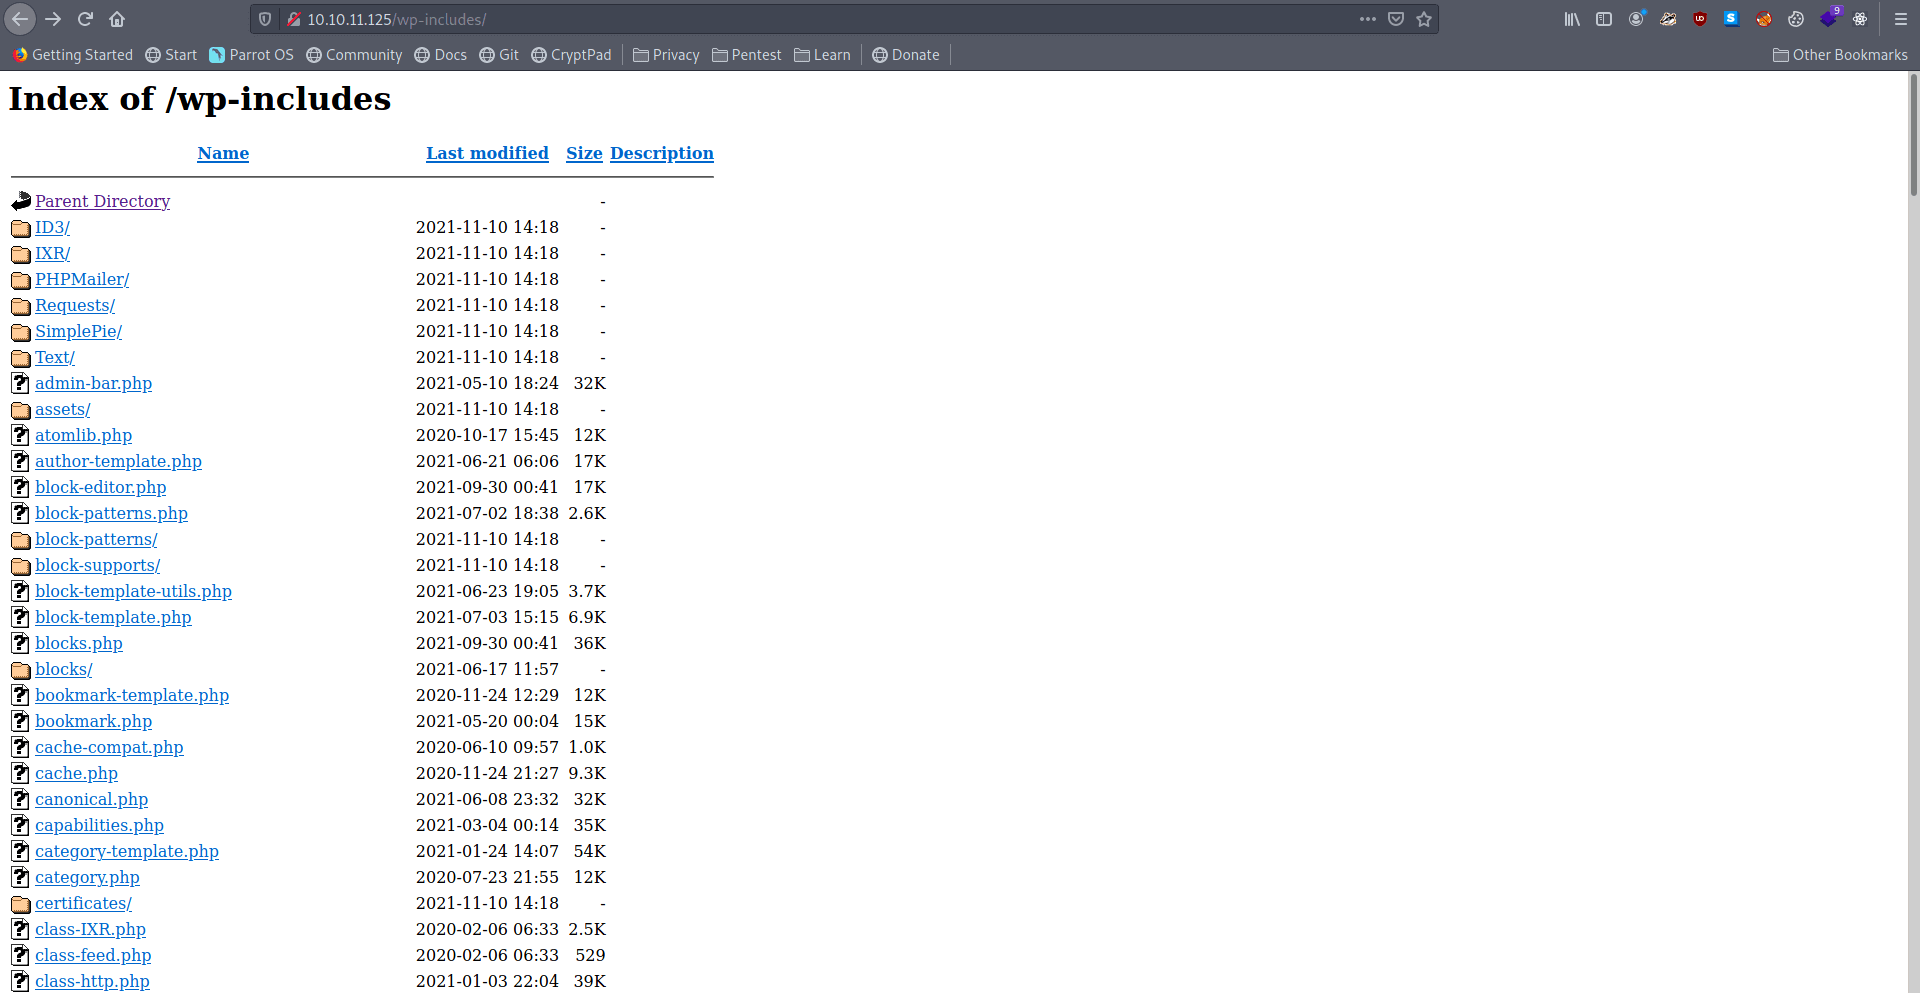 10.10.11.125/wp-includes/
9
Getting Started Start Parrot OS Community Docs Git CryptPad Privacy Pentest Learn Donate Other Bookmarks
Index of /wp-includes
Name Last modified Size Description
Parent Directory -
ID3/ 2021-11-10 14:18 -
IXR/ 2021-11-10 14:18 -
PHPMailer/ 2021-11-10 14:18 -
Requests/ 2021-11-10 14:18 -
SimplePie/ 2021-11-10 14:18 -
Text/ 2021-11-10 14:18 -
admin-bar.php 2021-05-10 18:24 32K
assets/ 2021-11-10 14:18 -
atomlib.php 2020-10-17 15:45 12K
author-template.php 2021-06-21 06:06 17K
block-editor.php 2021-09-30 00:41 17K
block-patterns.php 2021-07-02 18:38 2.6K
block-patterns/ 2021-11-10 14:18 -
block-supports/ 2021-11-10 14:18 -
block-template-utils.php 2021-06-23 19:05 3.7K
block-template.php 2021-07-03 15:15 6.9K
blocks.php 2021-09-30 00:41 36K
blocks/ 2021-06-17 11:57 -
bookmark-template.php 2020-11-24 12:29 12K
bookmark.php 2021-05-20 00:04 15K
cache-compat.php 2020-06-10 09:57 1.0K
cache.php 2020-11-24 21:27 9.3K
canonical.php 2021-06-08 23:32 32K
capabilities.php 2021-03-04 00:14 35K
category-template.php 2021-01-24 14:07 54K
category.php 2020-07-23 21:55 12K
certificates/ 2021-11-10 14:18 -
class-IXR.php 2020-02-06 06:33 2.5K
class-feed.php 2020-02-06 06:33 529
class-http.php 2021-01-03 22:04 39K